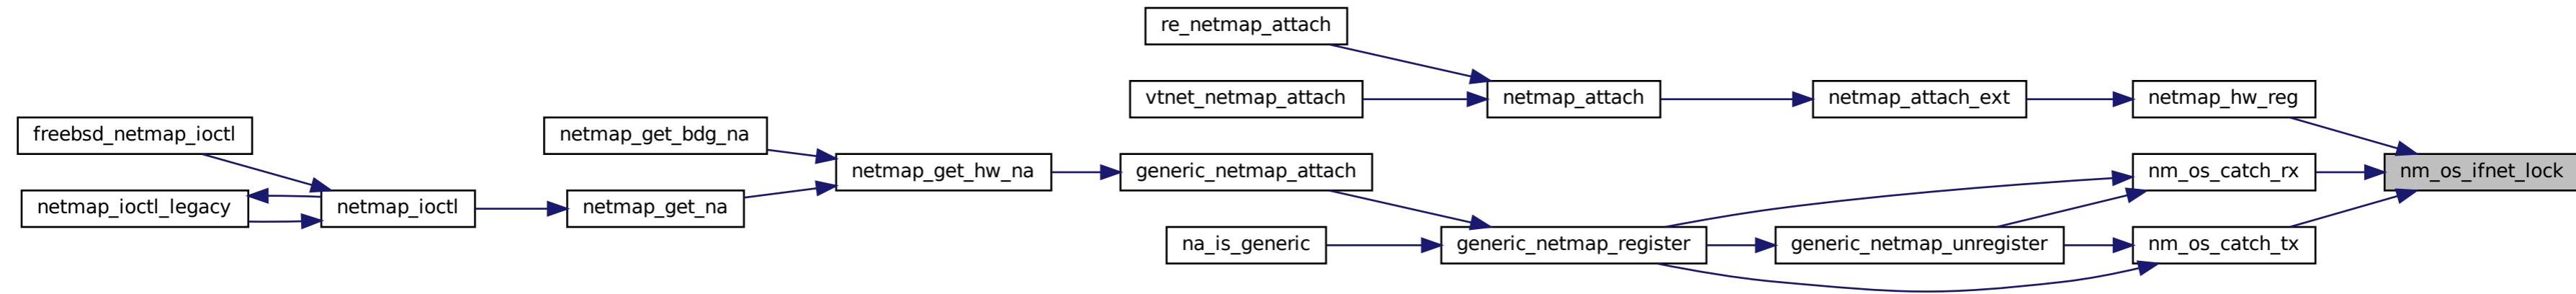 re_netmap_attach
vtnet_netmap_attach
netmap_attach
netmap_attach_ext
netmap_hw_reg
freebsd_netmap_ioctl
netmap_get_bdg_na
netmap_get_hw_na
generic_netmap_attach
nm_os_catch_rx
nm_os_ifnet_lock
netmap_ioctl_legacy
netmap_ioctl
netmap_get_na
na_is_generic
generic_netmap_register
generic_netmap_unregister
nm_os_catch_tx